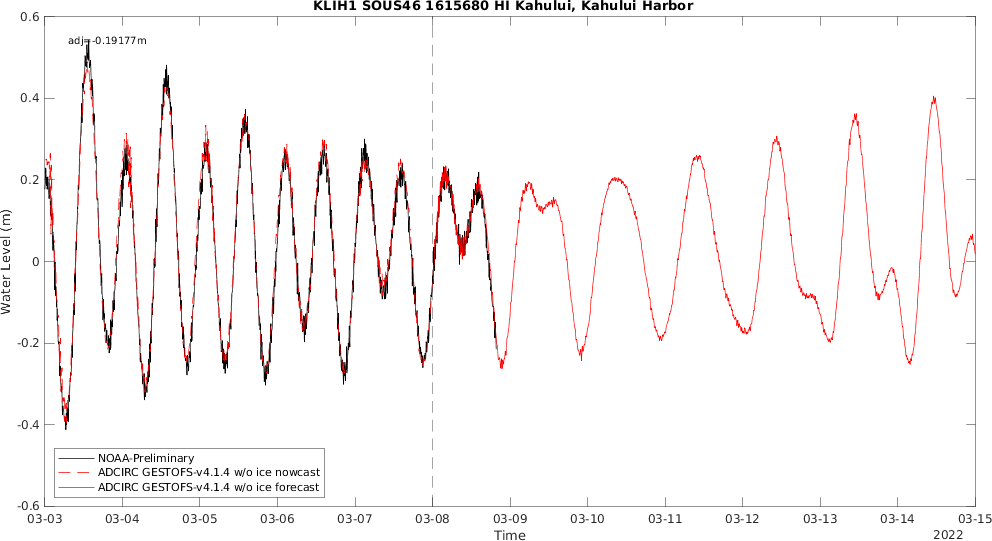 KLIH1 SOUS46 1615680 HI Kahului, Kahului Harbor
adj=-0.19177m
0.6
0.4
0.2
0
-0.2
-0.4
-0.6
Water Level (m)
NOAA-Preliminary
ADCIRC GESTOFS-v4.1.4 w/o ice nowcast
ADCIRC GESTOFS-v4.1.4 w/o ice forecast
03-03 03-04 03-05 03-06 03-07 03-08 03-09 03-10 03-11 03-12 03-13 03-14 03-15
Time
2022